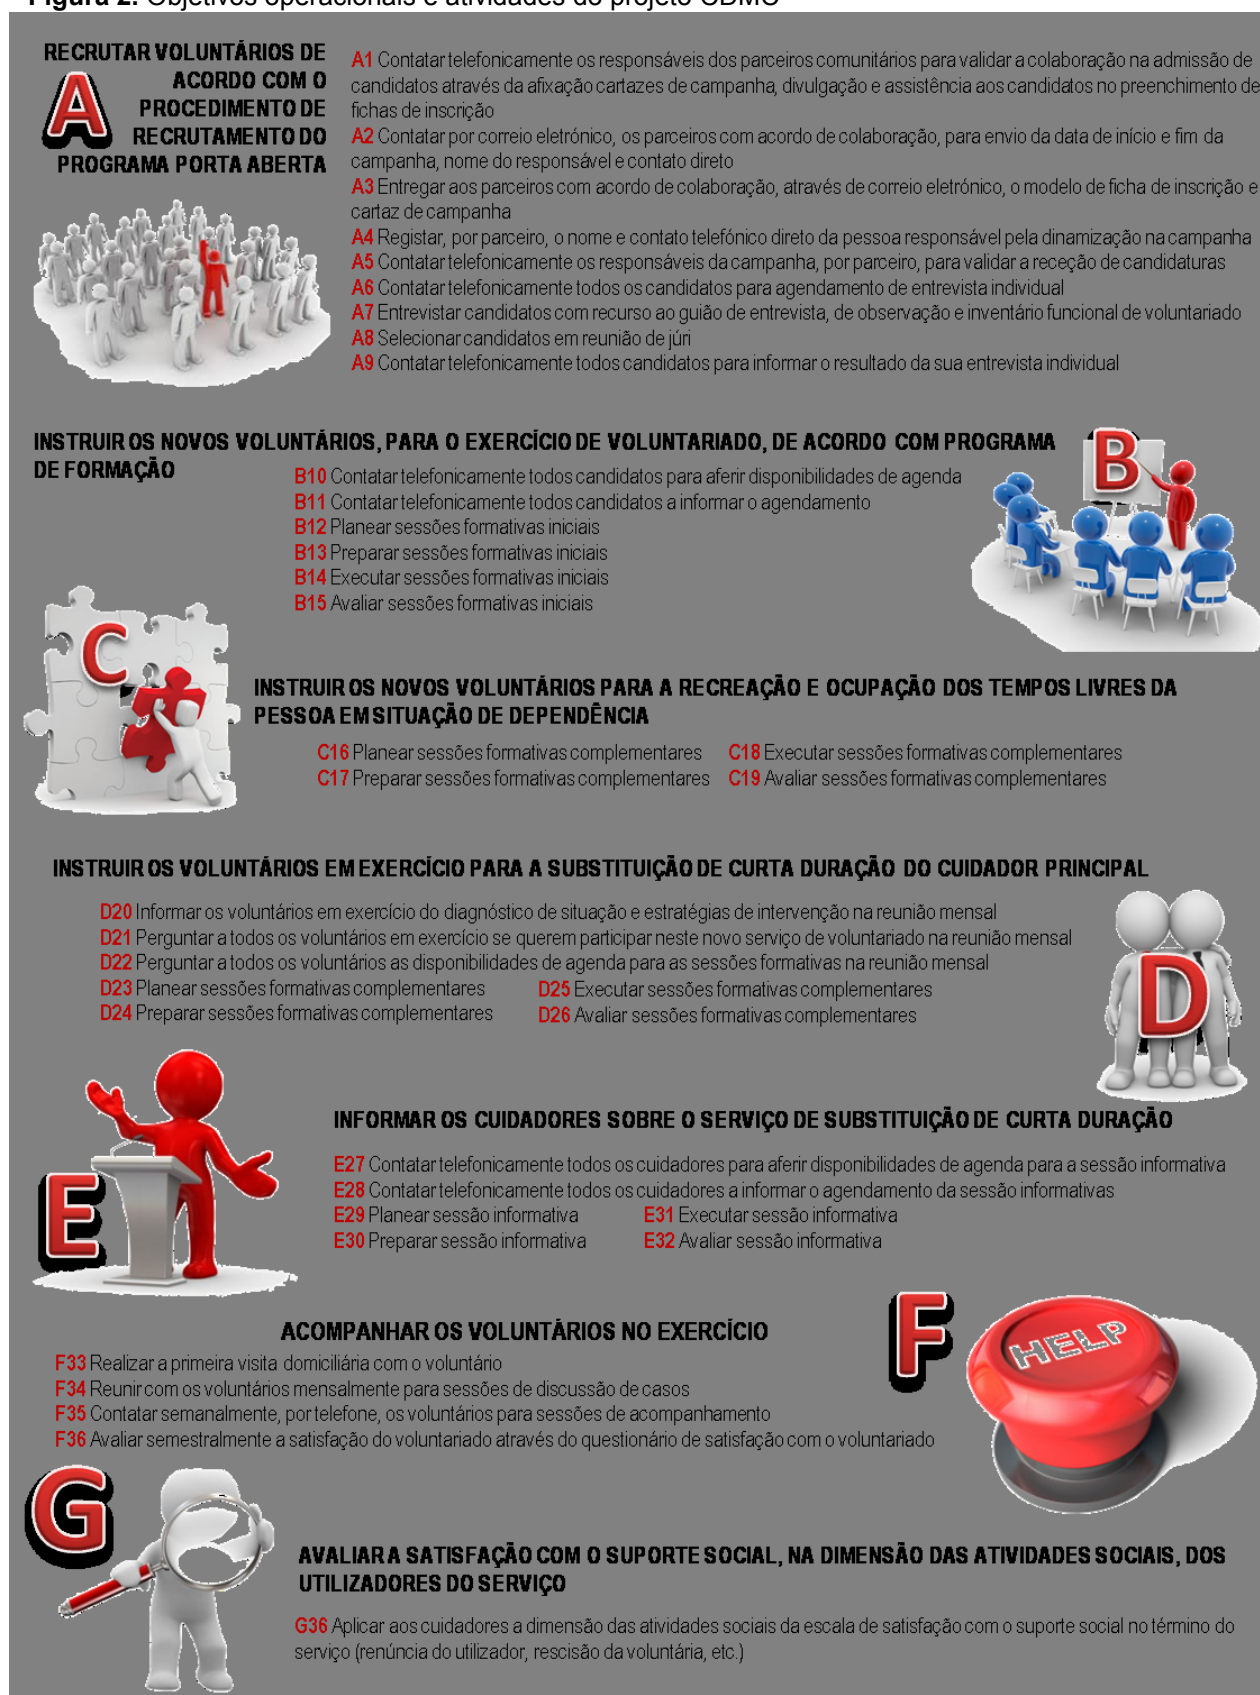 Figura 2. Objetivos operacionais e atividades do projeto
RECRUTAR VOLUNTÁRIOS DE
ACORDO COM O
PROCEDIMENTO DE
RECRUTAMENTO DO
PROGRAMA PORTA ABERTA
A
A1 Contatar telefonicamente os responsáveis dos parceiros comunitários para validar a colaboração na admissão de
candidatos através da afixação cartazes de campanha, divulgação e assistência aos candidatos no preenchimento de
fichas de inscrição
A2 Contatar por correio eletrónico, os parceiros com acordo de colaboração, para envio da data de início e fim da
campanha, nome do responsável e contato direto
A3 Entregar aos parceiros com acordo de colaboração, através de correio eletrónico, o modelo de ficha de inscrição e
cartaz de campanha
A4 Registar, por parceiro, o nome e contato telefónico direto da pessoa responsável pela dinamização na campanha
A5 Contatar telefonicamente os responsáveis da campanha, por parceiro, para validar a receção de candidaturas
A6 Contatar telefonicamente todos os candidatos para agendamento de entrevista individual
A7 Entrevistar candidatos com recurso ao guião de entrevista, de observação e inventário funcional de voluntariado
A8 Selecionar candidatos em reunião de júri
A9 Contatar telefonicamente todos candidatos para informar o resultado da sua entrevista individual
INSTRUIR OS NOVOS VOLUNTÁRIOS, PARA O EXERCÍCIO DE VOLUNTARIADO, DE ACORDO COM PROGRAMA
DE FORMAÇÃO
B
B10 Contatar telefonicamente todos candidatos para aferir disponibilidades de agenda
B11 Contatar telefonicamente todos candidatos a informar o agendamento
B12 Planear sessões formativas iniciais
B13 Preparar sessões formativas iniciais
B14 Executar sessões formativas iniciais
B15 Avaliar sessões formativas iniciais
C
INSTRUIR OS NOVOS VOLUNTÁRIOS PARA A RECREAÇÃO E OCUPAÇÃO DOS TEMPOS LIVRES DA
PESSOA EM SITUAÇÃO DE DEPENDÊNCIA
C16 Planear sessões formativas complementares C18 Executar sessões formativas complementares
C17 Preparar sessões formativas complementares C19 Avaliar sessões formativas complementares
INSTRUIR OS VOLUNTÁRIOS EM EXERCÍCIO PARA A SUBSTITUIÇÃO DE CURTA DURAÇÃO DO CUIDADOR PRINCIPAL
D20 Informar os voluntários em exercício do diagnóstico de situação e estratégias de intervenção na reunião mensal
D21 Perguntar a todos os voluntários em exercício se querem participar neste novo serviço de voluntariado na reunião mensal
D22 Perguntar a todos os voluntários as disponibilidades de agenda para as sessões formativas na reunião mensal
D23 Planear sessões formativas complementares D25 Executar sessões formativas complementares
D24 Preparar sessões formativas complementares D26 Avaliar sessões formativas complementares
D
E
INFORMAR OS CUIDADORES SOBRE O SERVIÇO DE SUBSTITUIÇÃO DE CURTA DURAÇÃO
E27 Contatar telefonicamente todos os cuidadores para aferir disponibilidades de agenda para a sessão informativa
E28 Contatar telefonicamente todos os cuidadores a informar o agendamento da sessão informativas
E29 Planear sessão informativa E31 Executar sessão informativa
E30 Preparar sessão informativa E32 Avaliar sessão informativa
ACOMPANHAR OS VOLUNTÁRIOS NO EXERCÍCIO
F
HELP
F33 Realizar a primeira visita domiciliária com o voluntário
F34 Reunir com os voluntários mensalmente para sessões de discussão de casos
F35 Contatar semanalmente, por telefone, os voluntários para sessões de acompanhamento
F36 Avaliar semestralmente a satisfação do voluntariado através do questionário de satisfação com o voluntariado
G
AVALIAR A SATISFAÇÃO COM O SUPORTE SOCIAL, NA DIMENSÃO DAS ATIVIDADES SOCIAIS, DOS
UTILIZADORES DO SERVIÇO
G36 Aplicar aos cuidadores a dimensão das atividades sociais da escala de satisfação com o suporte social no término do
serviço (renúncia do utilizador, rescisão da voluntária, etc.)